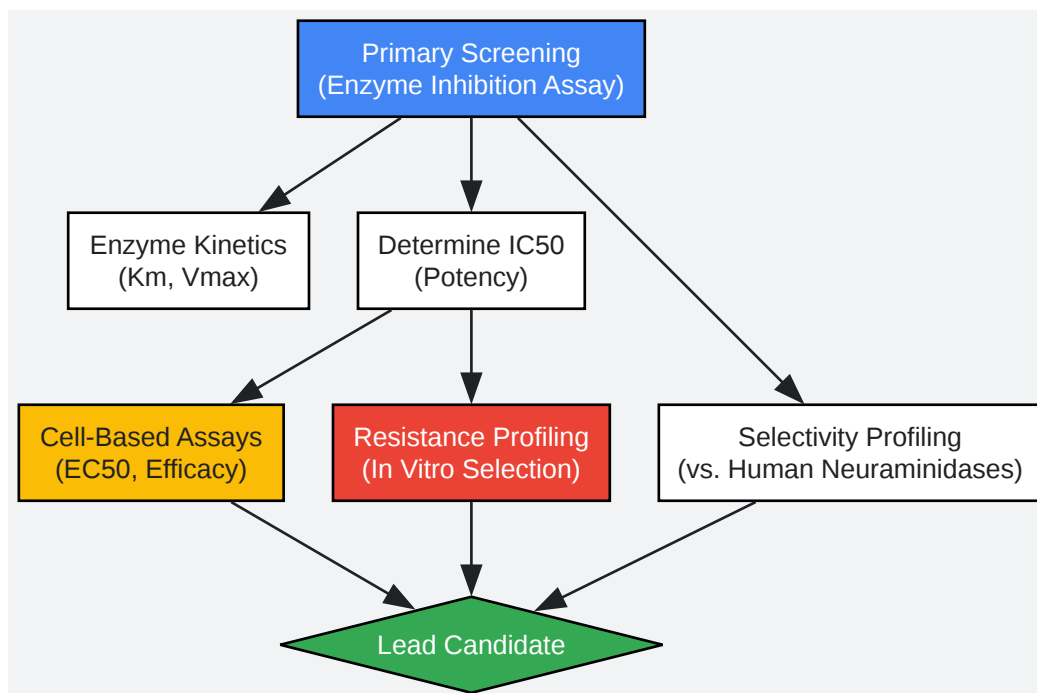 Primary Screening
(Enzyme Inhibition Assay)
Enzyme Kinetics
(Km, Vmax)
Determine IC50
(Potency)
Cell-Based Assays
(EC50, Efficacy)
Resistance Profiling
(In Vitro Selection)
Selectivity Profiling
(vs. Human Neuraminidases)
Lead Candidate